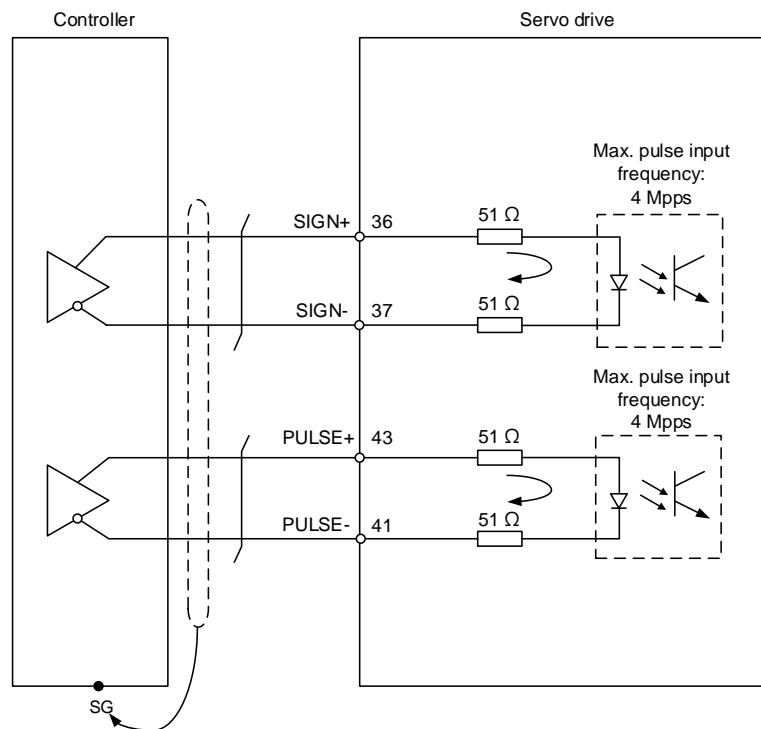 Controller
Servo drive
Max. pulse input
frequency:
4 Mpps
SIGN+
36
51 Ω
SIGN-
37
51 Ω
Max. pulse input
frequency:
4 Mpps
PULSE+
43
51 Ω
PULSE-
41
51 Ω
SG